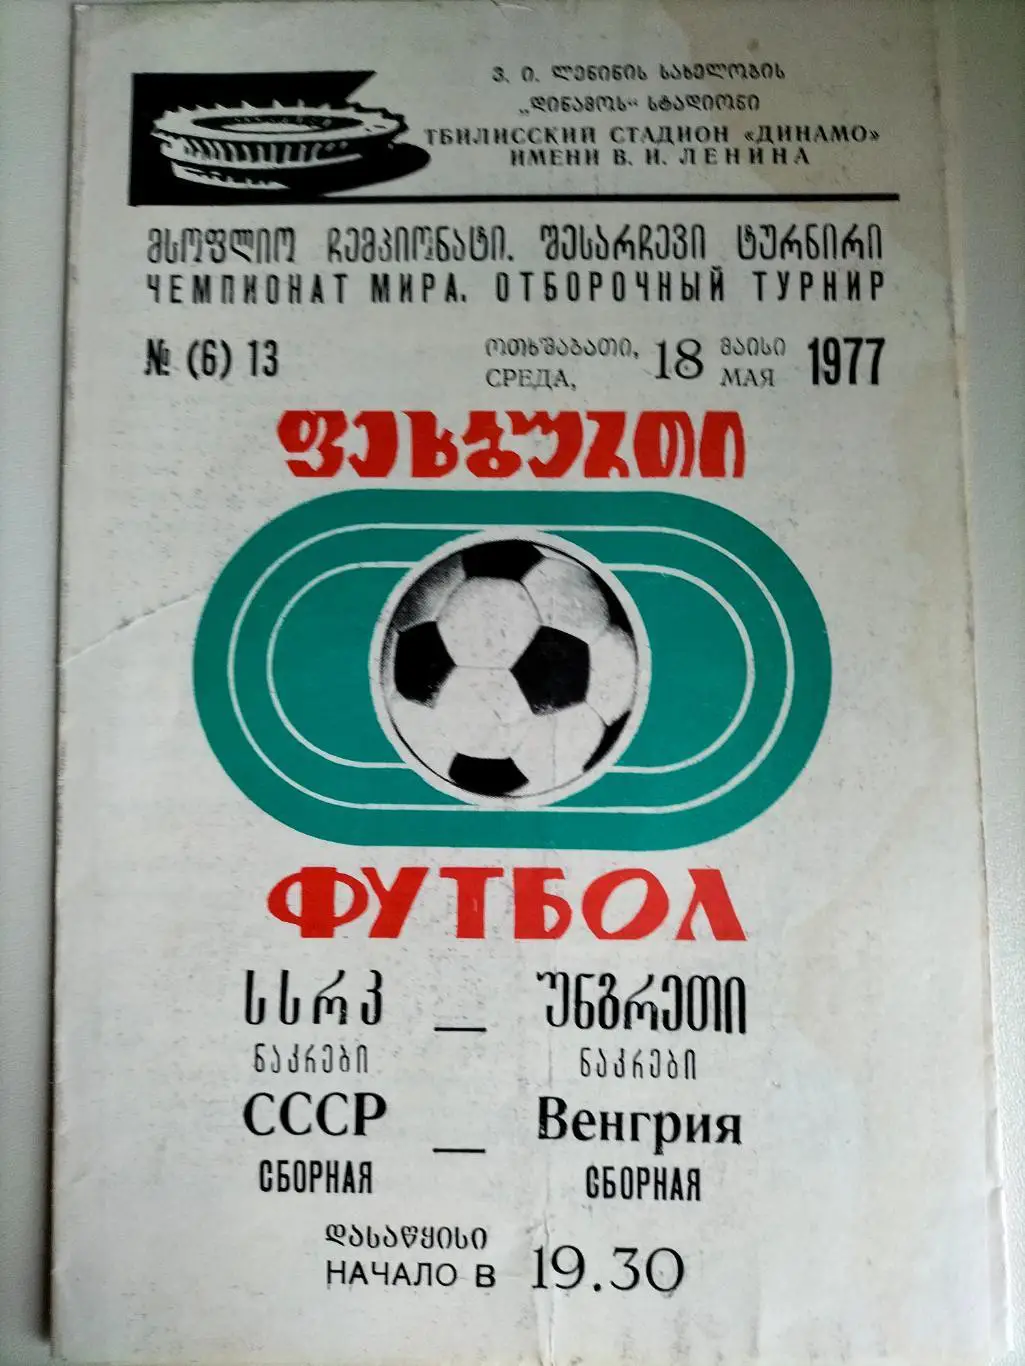 ვ. ი. ლენინის სახელობის
„დინამოს“ სტადიონი
ТБИЛИССКИЙ СТАДИОН «ДИНАМО»
ИМЕНИ В. И. ЛЕНИНА
მსოფლიო ჩემპიონატი. შესარჩევი ტურნირი
ЧЕМПИОНАТ МИРА. ОТБОРОЧНЫЙ ТУРНИР
№ (6) 13
ოთხშაბათი, 18 მაისი 1977
СРЕДА, МАЯ
ფეხბურთი
ФУТБОЛ
სსრკ — უნგრეთი
ნაკრები ნაკრები
СССР — Венгрия
СБОРНАЯ СБОРНАЯ
დასაწყისი
НАЧАЛО В 19.30